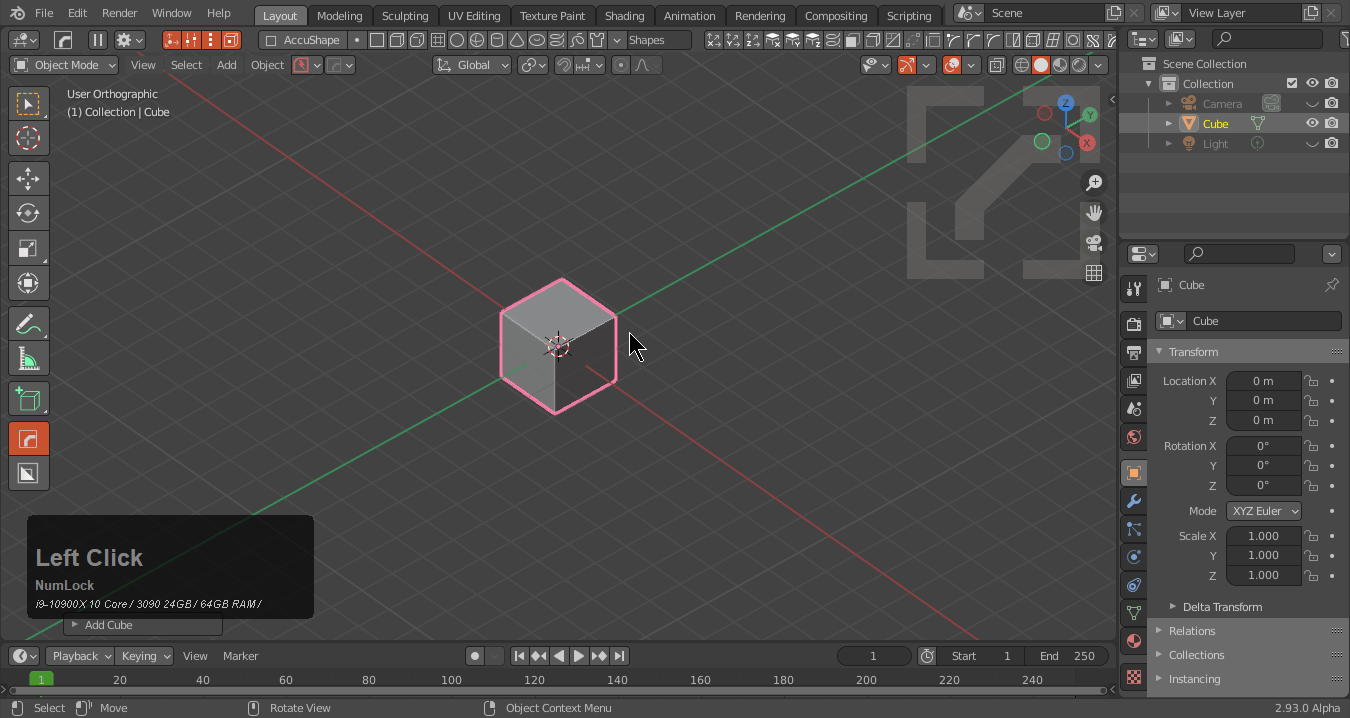 File Edit Render Window Help Layout Modeling Sculpting UV Editing Texture Paint Shading Animation Rendering Compositing Scripting Scene View Layer
AccuShape Shapes
Object Mode View Select Add Object Global
User Orthographic
(1) Collection | Cube
Z
Y
X
Scene Collection
Collection
Camera
Cube
Light
Cube
Cube
Transform
Location X 0 m
Y 0 m
Z 0 m
Rotation X 0°
Y 0°
Z 0°
Mode XYZ Euler
Scale X 1.000
Y 1.000
Z 1.000
Delta Transform
Relations
Collections
Instancing
Left Click
NumLock
i9-10900X 10 Core / 3090 24GB / 64GB RAM /
Add Cube
Playback Keying View Marker 1 Start 1 End 250
1 20 40 60 80 100 120 140 160 180 200 220 240
Select Move Rotate View Object Context Menu 2.93.0 Alpha